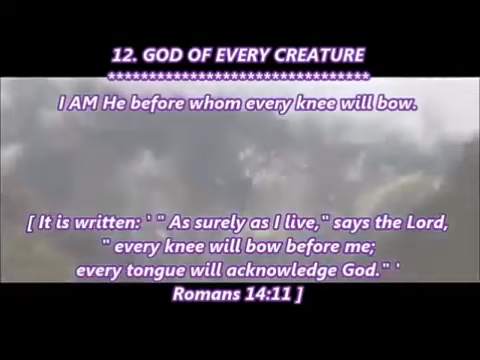 12. GOD OF EVERY CREATURE
********************************
I AM He before whom every knee will bow.
[ It is written: ' " As surely as I live," says the Lord,
" every knee will bow before me;
every tongue will acknowledge God." '
Romans 14:11 ]